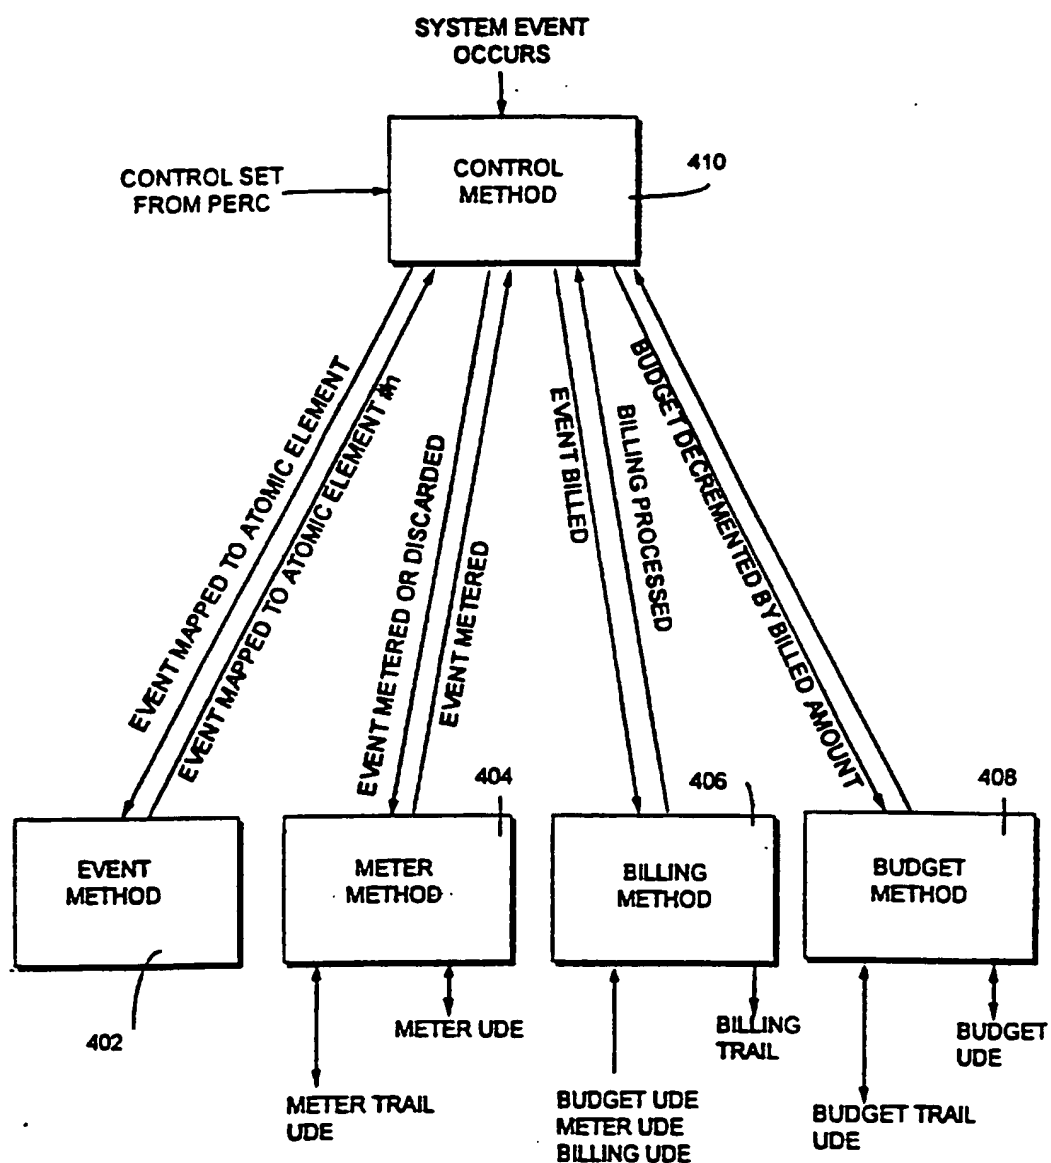 SYSTEM EVENT
OCCURS
CONTROL
METHOD
410
CONTROL SET
FROM PERC
EVENT MAPPED TO ATOMIC ELEMENT
EVENT MAPPED TO ATOMIC ELEMENT #n
EVENT METERED OR DISCARDED
EVENT METERED
EVENT BILLED
BILLING PROCESSED
BUDGET DECREMENTED BY BILLED AMOUNT
404
406
408
EVENT
METHOD
METER
METHOD
BILLING
METHOD
BUDGET
METHOD
402
METER UDE
BILLING
TRAIL
BUDGET
UDE
METER TRAIL
UDE
BUDGET UDE
METER UDE
BILLING UDE
BUDGET TRAIL
UDE